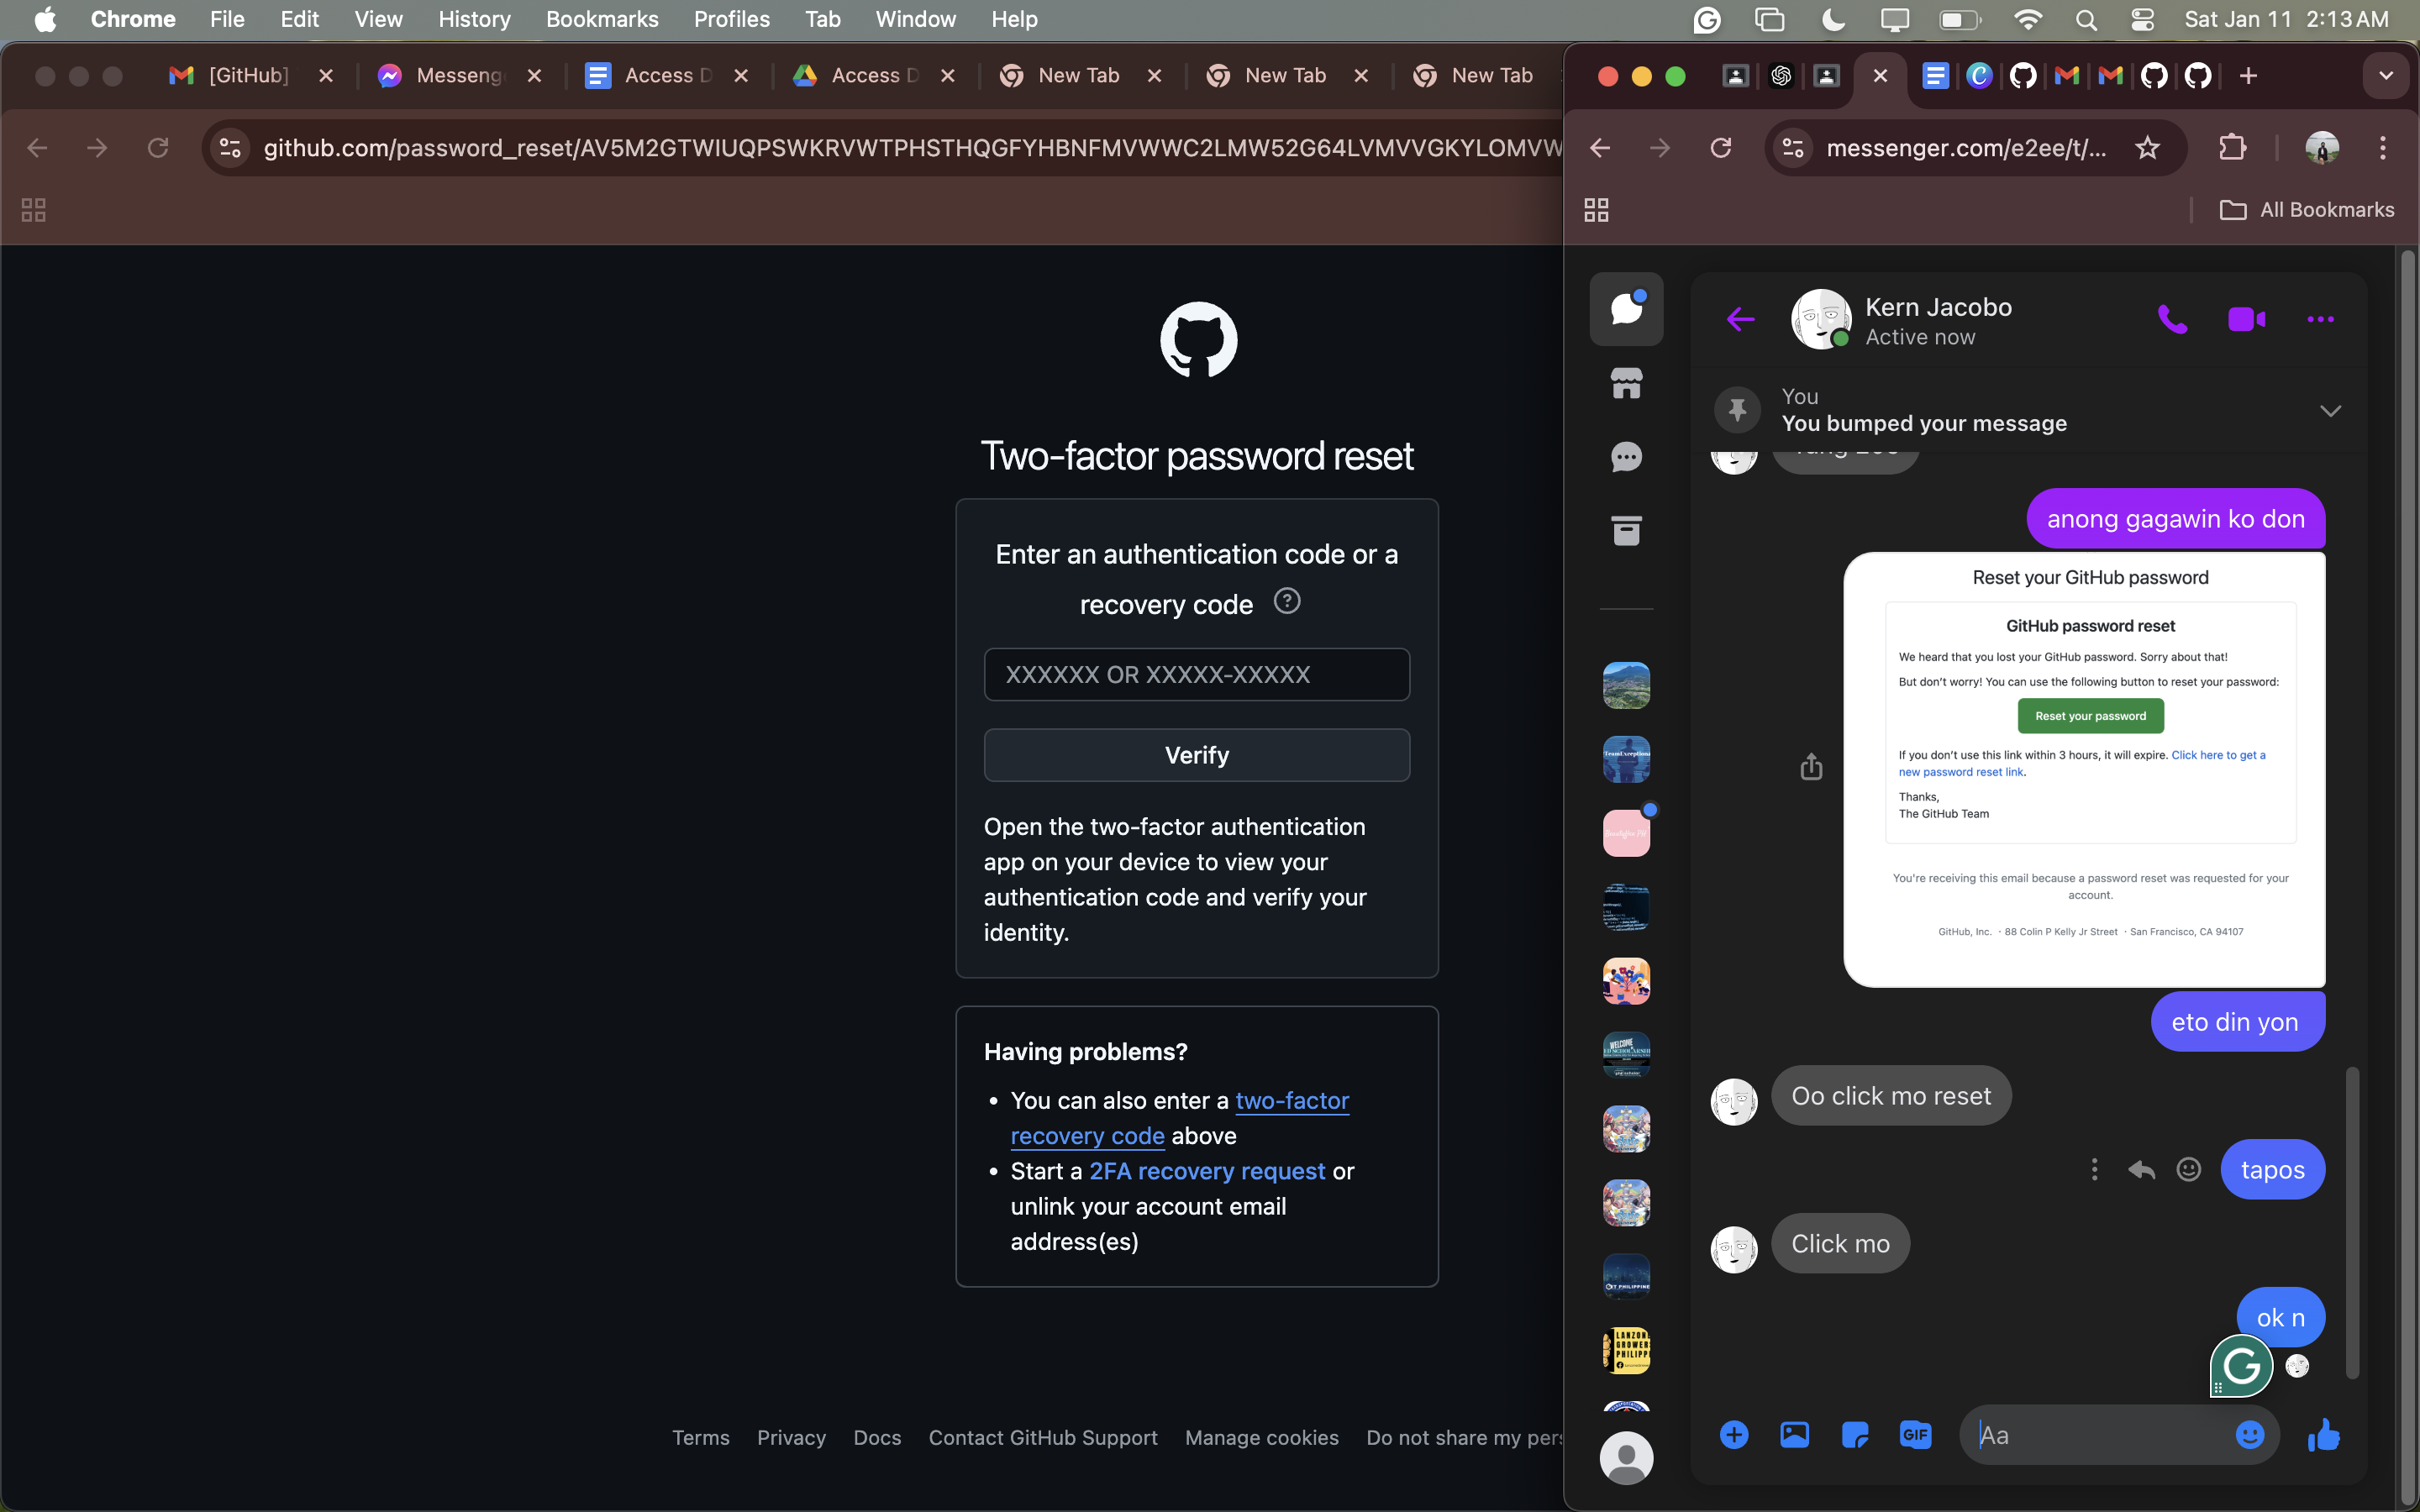 Chrome File Edit View History Bookmarks Profiles Tab Window Help
Sat Jan 11 2:13 AM
[GitHub]
Messeng
Access D
Access D
New Tab
New Tab
New Tab
github.com/password_reset/AV5M2GTWIUQPSWKRVWTPHSTHQGFYHBNFMVWWC2LMW52G64LVMVVGKYLOMVW
Two-factor password reset
Enter an authentication code or a
recovery code
XXXXXX OR XXXXX-XXXXX
Verify
Open the two-factor authentication
app on your device to view your
authentication code and verify your
identity.
Having problems?
You can also enter a two-factor
recovery code above
Start a 2FA recovery request or
unlink your account email
address(es)
Terms Privacy Docs Contact GitHub Support Manage cookies Do not share my pers
messenger.com/e2ee/t/...
All Bookmarks
Kern Jacobo
Active now
You
You bumped your message
anong gagawin ko don
Reset your GitHub password
GitHub password reset
We heard that you lost your GitHub password. Sorry about that!
But don't worry! You can use the following button to reset your password:
Reset your password
If you don't use this link within 3 hours, it will expire. Click here to get a
new password reset link.
Thanks,
The GitHub Team
You're receiving this email because a password reset was requested for your
account.
GitHub, Inc. ・88 Colin P Kelly Jr Street ・San Francisco, CA 94107
eto din yon
Oo click mo reset
tapos
Click mo
ok n
GIF
Aa